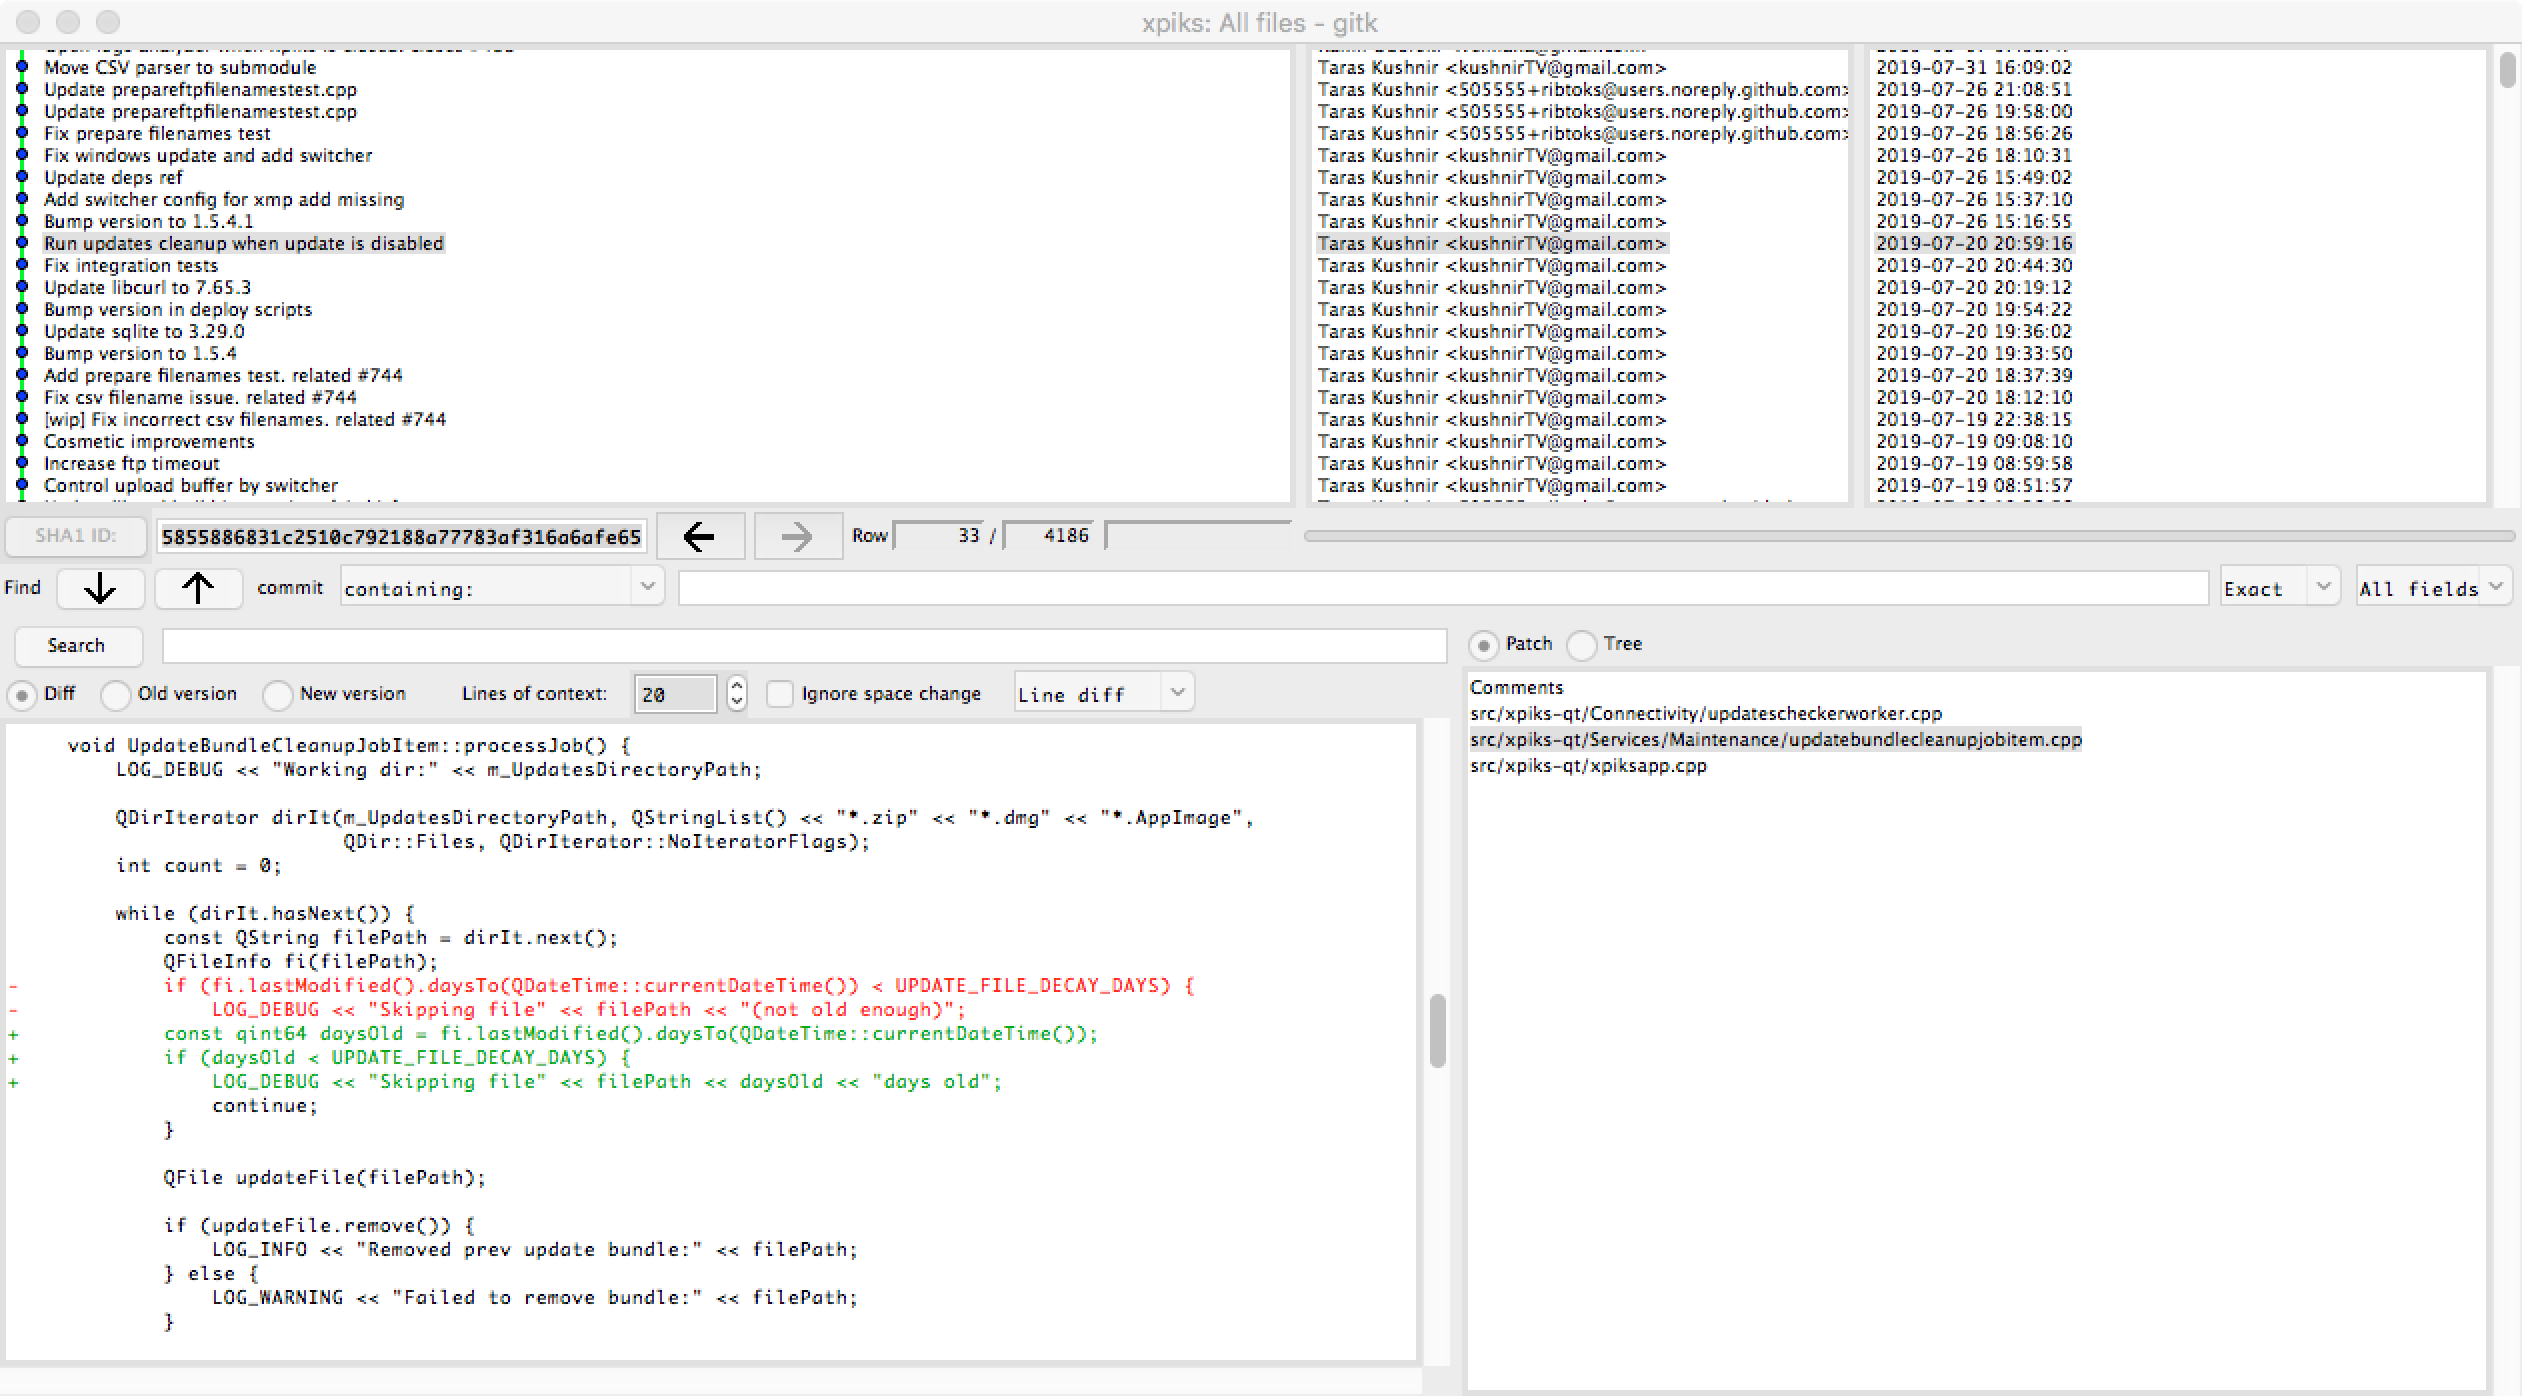 xpiks: All files - gitk
Move CSV parser to submodule Taras Kushnir <kushnirTV@gmail.com> 2019-07-31 16:09:02
Update prepareftpfilenamestest.cpp Taras Kushnir <505555+ribtoks@users.noreply.github.com> 2019-07-26 21:08:51
Update prepareftpfilenamestest.cpp Taras Kushnir <505555+ribtoks@users.noreply.github.com> 2019-07-26 19:58:00
Fix prepare filenames test Taras Kushnir <505555+ribtoks@users.noreply.github.com> 2019-07-26 18:56:26
Fix windows update and add switcher Taras Kushnir <kushnirTV@gmail.com> 2019-07-26 18:10:31
Update deps ref Taras Kushnir <kushnirTV@gmail.com> 2019-07-26 15:49:02
Add switcher config for xmp add missing Taras Kushnir <kushnirTV@gmail.com> 2019-07-26 15:37:10
Bump version to 1.5.4.1 Taras Kushnir <kushnirTV@gmail.com> 2019-07-26 15:16:55
Run updates cleanup when update is disabled Taras Kushnir <kushnirTV@gmail.com> 2019-07-20 20:59:16
Fix integration tests Taras Kushnir <kushnirTV@gmail.com> 2019-07-20 20:44:30
Update libcurl to 7.65.3 Taras Kushnir <kushnirTV@gmail.com> 2019-07-20 20:19:12
Bump version in deploy scripts Taras Kushnir <kushnirTV@gmail.com> 2019-07-20 19:54:22
Update sqlite to 3.29.0 Taras Kushnir <kushnirTV@gmail.com> 2019-07-20 19:36:02
Bump version to 1.5.4 Taras Kushnir <kushnirTV@gmail.com> 2019-07-20 19:33:50
Add prepare filenames test. related #744 Taras Kushnir <kushnirTV@gmail.com> 2019-07-20 18:37:39
Fix csv filename issue. related #744 Taras Kushnir <kushnirTV@gmail.com> 2019-07-20 18:12:10
[wip] Fix incorrect csv filenames. related #744 Taras Kushnir <kushnirTV@gmail.com> 2019-07-19 22:38:15
Cosmetic improvements Taras Kushnir <kushnirTV@gmail.com> 2019-07-19 09:08:10
Increase ftp timeout Taras Kushnir <kushnirTV@gmail.com> 2019-07-19 08:59:58
Control upload buffer by switcher Taras Kushnir <kushnirTV@gmail.com> 2019-07-19 08:51:57
SHA1 ID: 5855886831c2510c792188a77783af316a6afe65 Row 33 / 4186
Find commit containing: Exact All fields
Search
Patch Tree
Diff Old version New version Lines of context: 20 Ignore space change Line diff
Comments
src/xpiks-qt/Connectivity/updatescheckerworker.cpp
src/xpiks-qt/Services/Maintenance/updatebundlecleanupjobitem.cpp
src/xpiks-qt/xpiksapp.cpp
void UpdateBundleCleanupJobItem::processJob() {
LOG_DEBUG << "Working dir:" << m_UpdatesDirectoryPath;
QDirIterator dirIt(m_UpdatesDirectoryPath, QStringList() << "*.zip" << "*.dmg" << "*.AppImage",
QDir::Files, QDirIterator::NoIteratorFlags);
int count = 0;
while (dirIt.hasNext()) {
const QString filePath = dirIt.next();
QFileInfo fi(filePath);
- if (fi.lastModified().daysTo(QDateTime::currentDateTime()) < UPDATE_FILE_DECAY_DAYS) {
- LOG_DEBUG << "Skipping file" << filePath << "(not old enough)";
+ const qint64 daysOld = fi.lastModified().daysTo(QDateTime::currentDateTime());
+ if (daysOld < UPDATE_FILE_DECAY_DAYS) {
+ LOG_DEBUG << "Skipping file" << filePath << daysOld << "days old";
continue;
}
QFile updateFile(filePath);
if (updateFile.remove()) {
LOG_INFO << "Removed prev update bundle:" << filePath;
} else {
LOG_WARNING << "Failed to remove bundle:" << filePath;
}